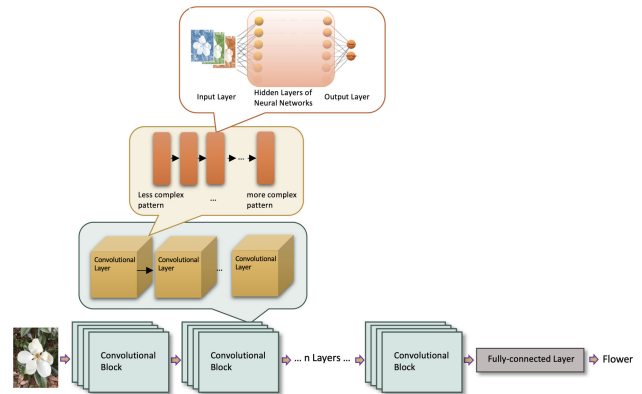 Input Layer
Hidden Layers of
Neural Networks
Output Layer
...
Less complex
pattern
...
more complex
pattern
Convolutional
Layer
Convolutional
Layer
...
Convolutional
Layer
Convolutional
Block
Convolutional
Block
... n Layers ...
Convolutional
Block
Fully-connected Layer
Flower